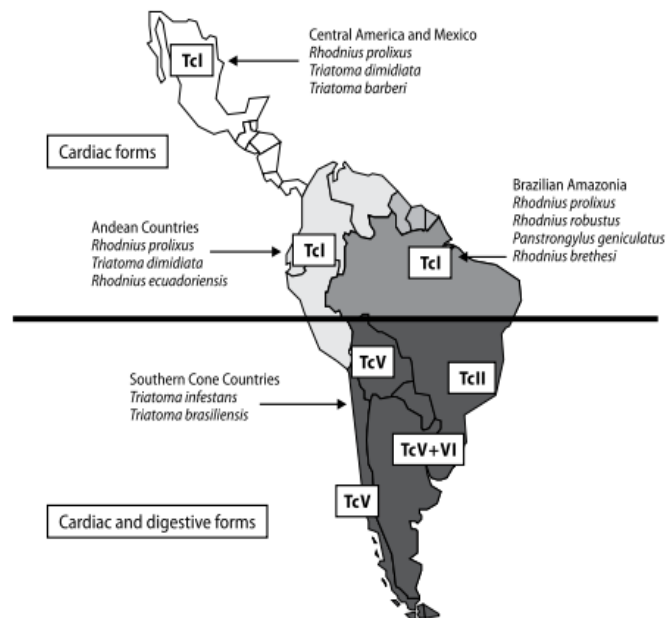 TcI
Central America and Mexico
Rhodnius prolixus
Triatoma dimidiata
Triatoma barberi
Cardiac forms
Brazilian Amazonia
Rhodnius prolixus
Rhodnius robustus
Panstrongylus geniculatus
Rhodnius brethesi
Andean Countries
Rhodnius prolixus
Triatoma dimidiata
Rhodnius ecuadoriensis
TcI
TcI
TcV
TcII
Southern Cone Countries
Triatoma infestans
Triatoma brasiliensis
TcV+VI
TcV
Cardiac and digestive forms